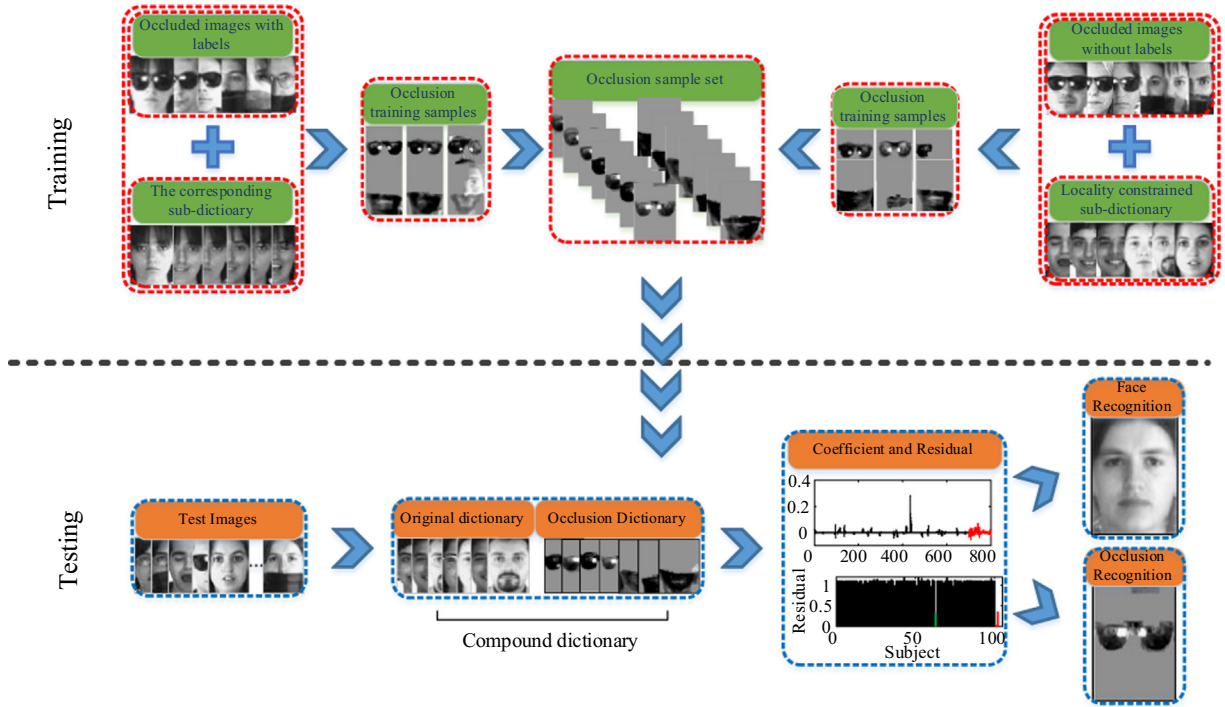 Training
Occluded images with
labels
The corresponding
sub-dictioary
Occlusion
training samples
Occlusion sample set
Occlusion
training samples
Occluded images
without labels
Locality constrained
sub-dictionary
Testing
Test Images
Original dictionary
Occlusion Dictionary
Compound dictionary
Coefficient and Residual
0.4
0.2
0
0 200 400 600 800
Residual
1
0.5
0
0 50 100
Subject
Face
Recognition
Occlusion
Recognition